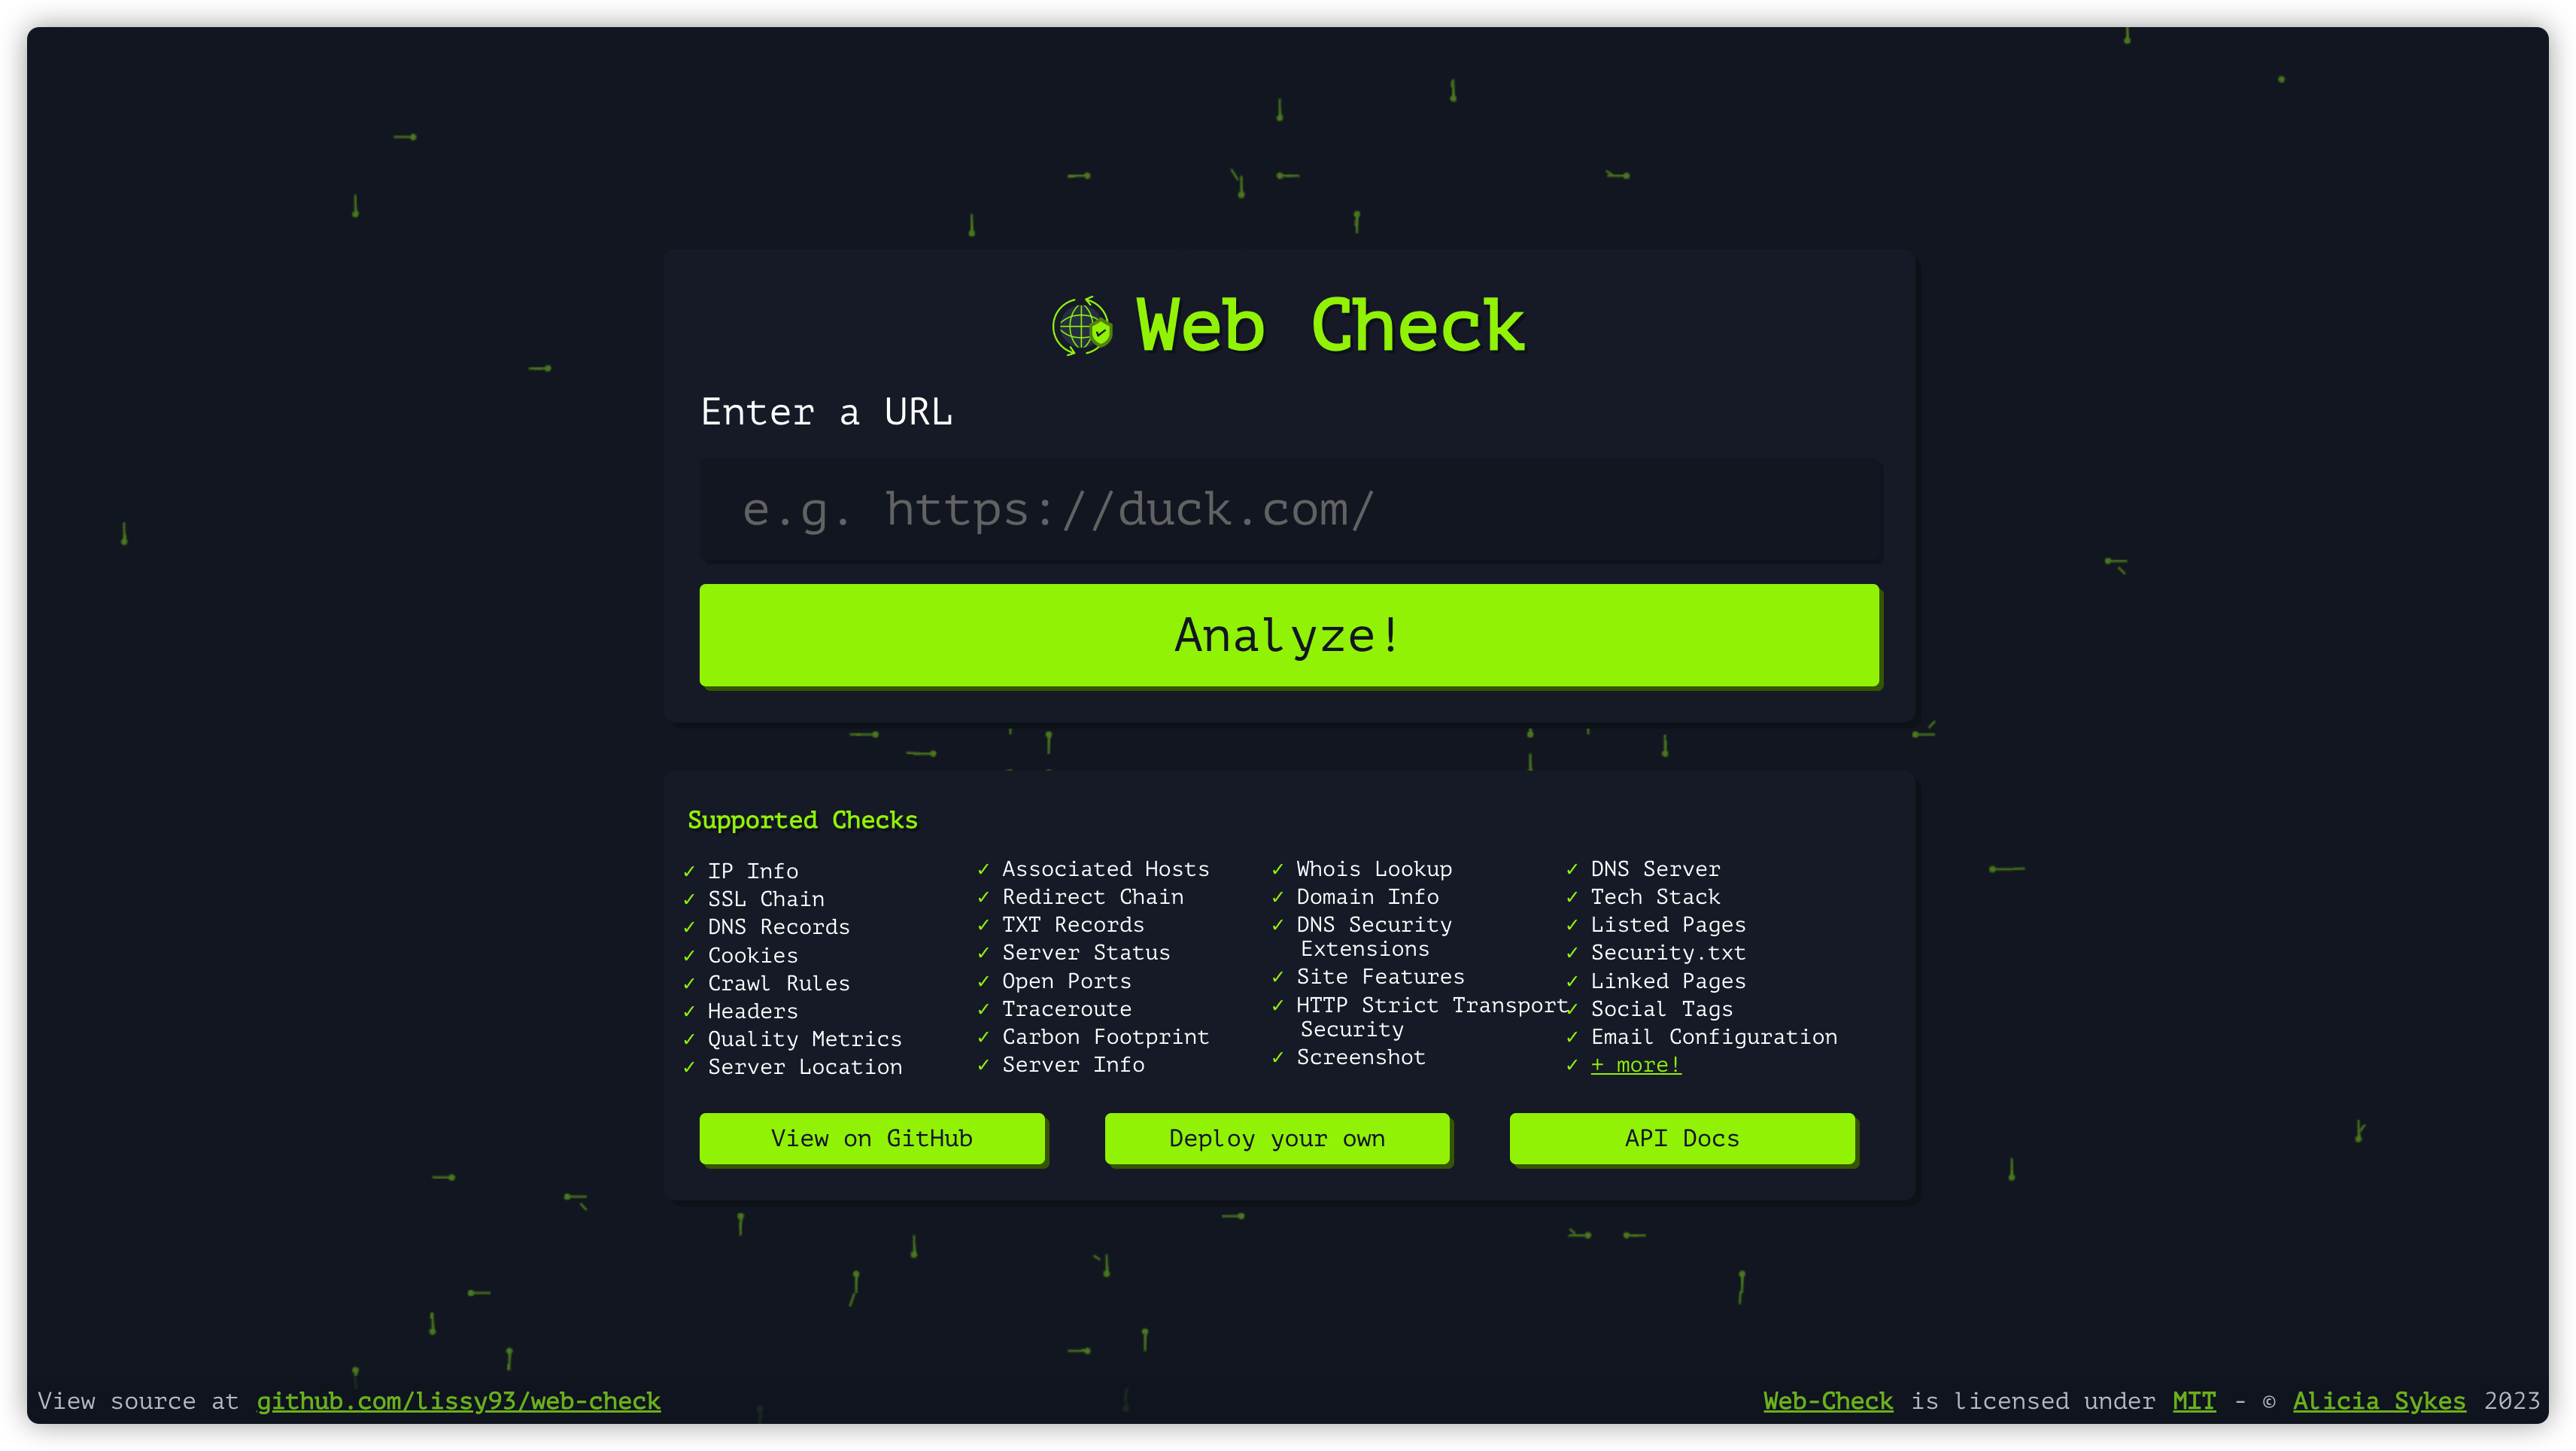 Web Check
Enter a URL
e.g. https://duck.com/
Analyze!
Supported Checks
✓ IP Info
✓ SSL Chain
✓ DNS Records
✓ Cookies
✓ Crawl Rules
✓ Headers
✓ Quality Metrics
✓ Server Location
✓ Associated Hosts
✓ Redirect Chain
✓ TXT Records
✓ Server Status
✓ Open Ports
✓ Traceroute
✓ Carbon Footprint
✓ Server Info
✓ Whois Lookup
✓ Domain Info
✓ DNS Security
Extensions
✓ Site Features
✓ HTTP Strict Transport
Security
✓ Screenshot
✓ DNS Server
✓ Tech Stack
✓ Listed Pages
✓ Security.txt
✓ Linked Pages
✓ Social Tags
✓ Email Configuration
✓ + more!
View on GitHub
Deploy your own
API Docs
View source at github.com/lissy93/web-check
Web-Check is licensed under MIT - © Alicia Sykes 2023